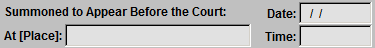 Summoned to Appear Before the Court: Date: / /
At [Place]: Time: